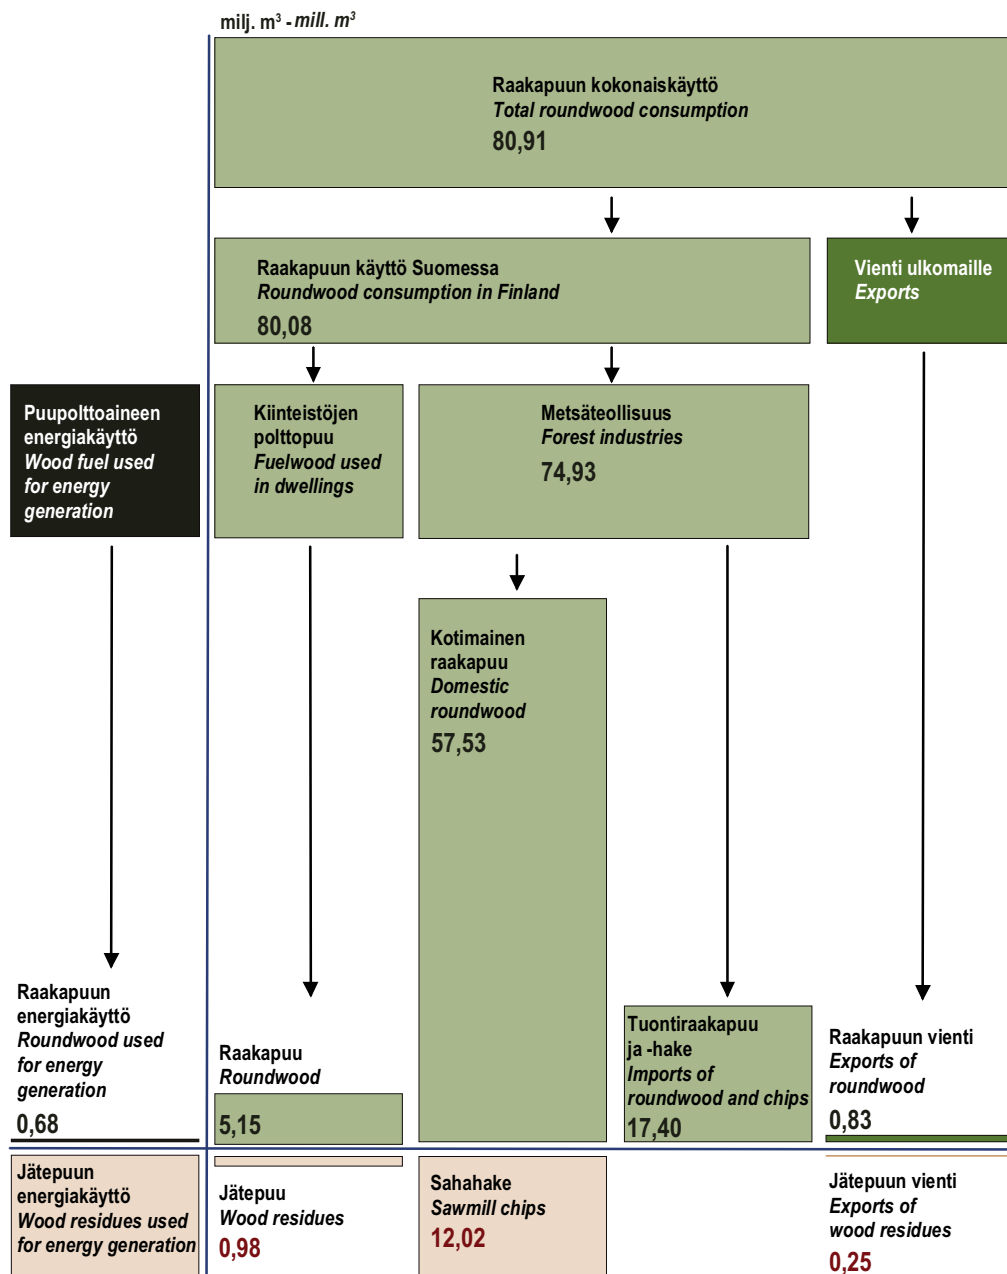 milj. m³ - mill. m³
Raakapuun kokonaiskäyttö
Total roundwood consumption
80,91
Raakapuun käyttö Suomessa
Roundwood consumption in Finland
80,08
Vienti ulkomaille
Exports
Puupolttoaineen
energiakäyttö
Wood fuel used
for energy
generation
Kiinteistöjen
polttopuu
Fuelwood used
in dwellings
Metsäteollisuus
Forest industries
74,93
Kotimainen
raakapuu
Domestic
roundwood
57,53
Raakapuun
energiakäyttö
Roundwood used
for energy
generation
0,68
Raakapuu
Roundwood
5,15
Tuontiraakapuu
ja -hake
Imports of
roundwood and chips
17,40
Raakapuun vienti
Exports of
roundwood
0,83
Jätepuun
energiakäyttö
Wood residues used
for energy generation
Jätepuu
Wood residues
0,98
Sahahake
Sawmill chips
12,02
Jätepuun vienti
Exports of
wood residues
0,25